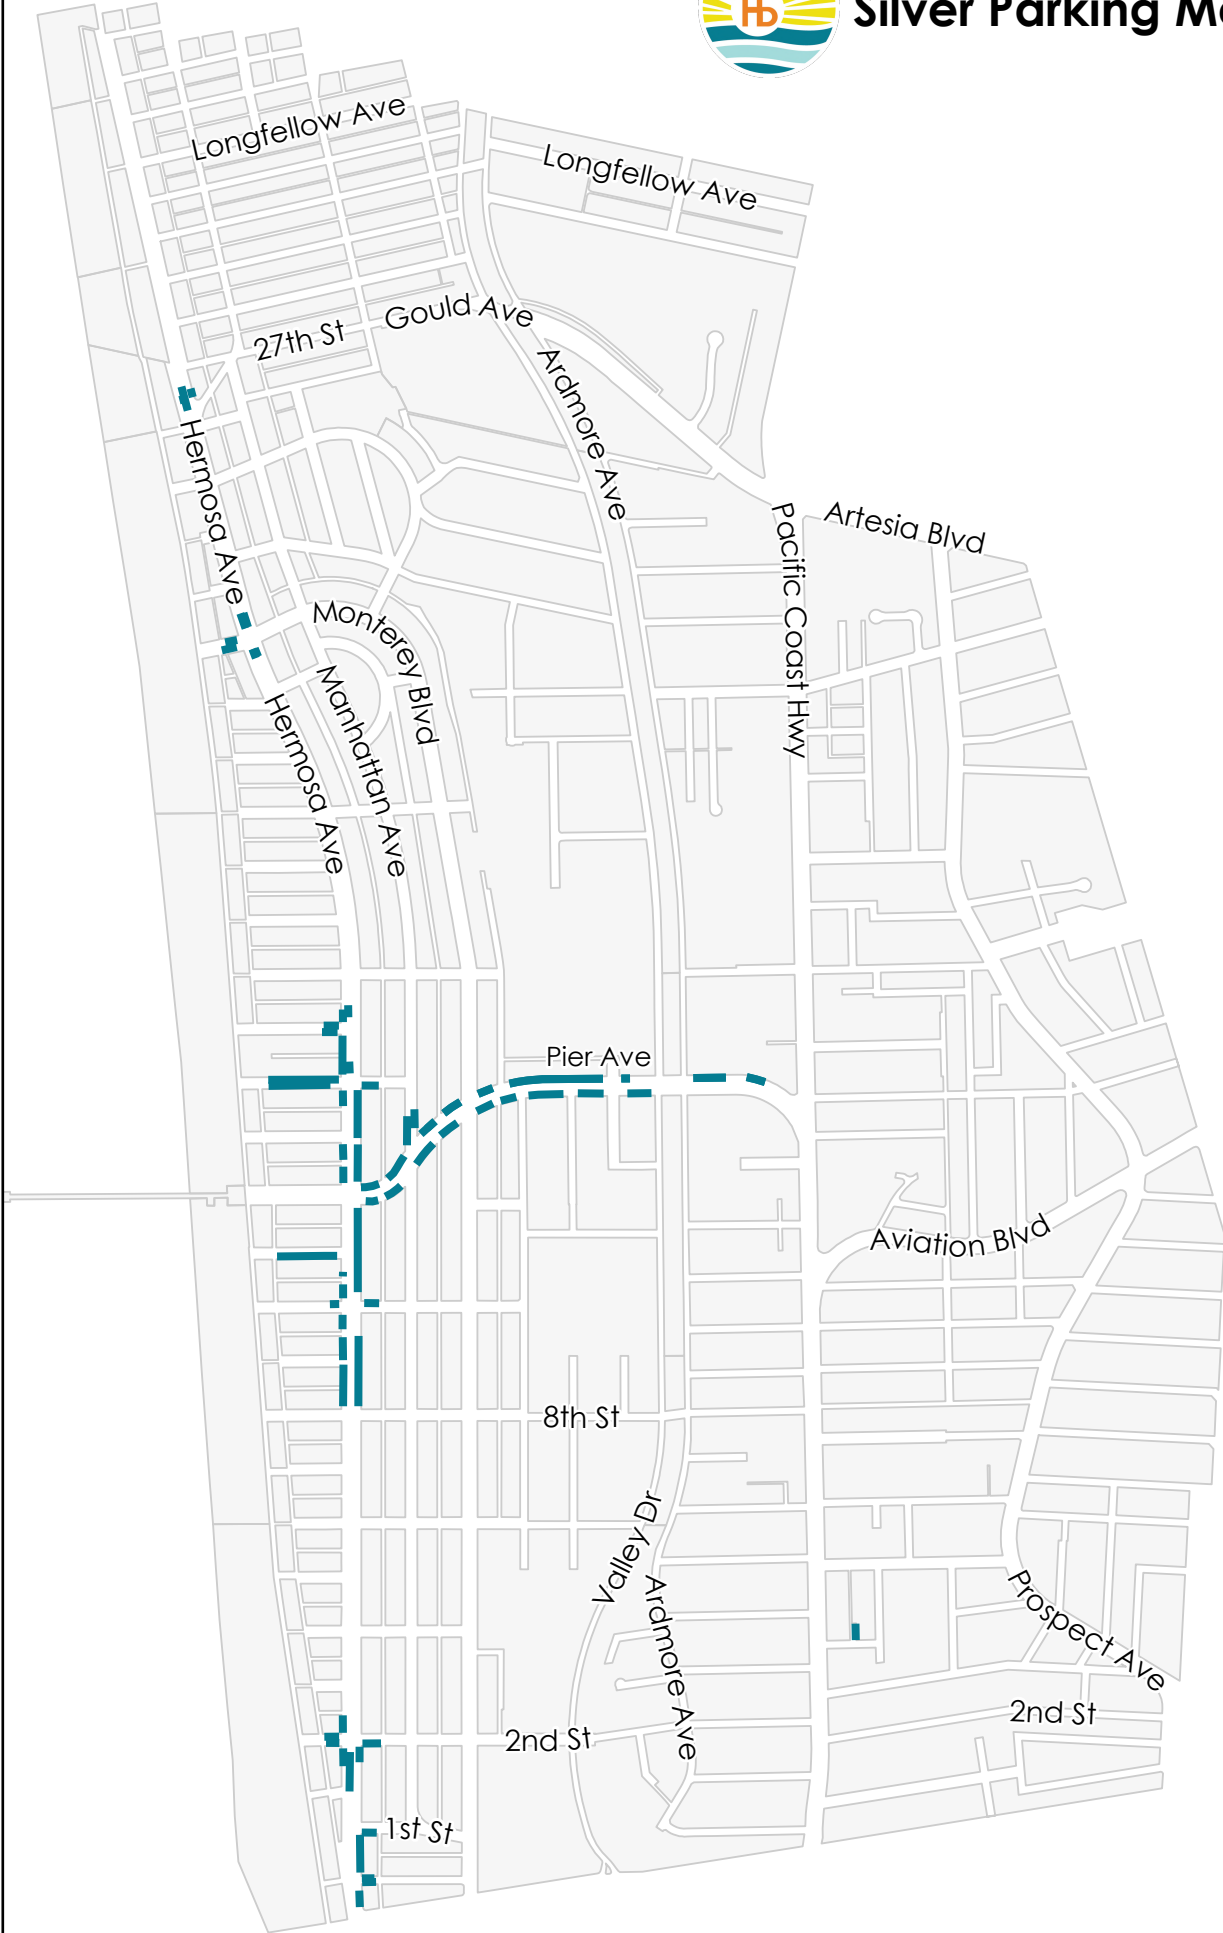 HB
Silver Parking
Longfellow Ave
Longfellow Ave
27th St
Gould Ave
Ardmore Ave
Hermosa Ave
Pacific Coast Hwy
Artesia Blvd
Monterey Blvd
Manhattan Ave
Hermosa Ave
Pier Ave
Aviation Blvd
8th St
Valley Dr
Ardmore Ave
Prospect Ave
2nd St
2nd St
1st St